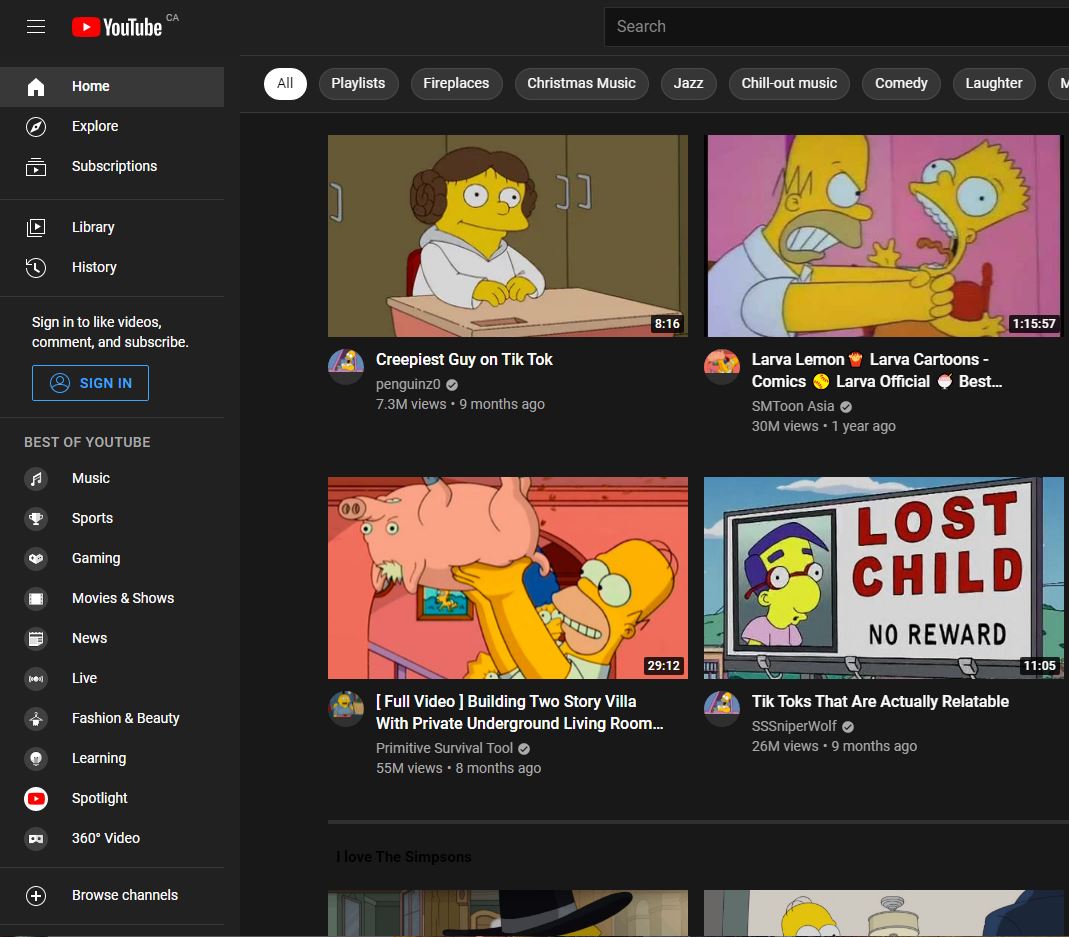 YouTube CA
Search
Home
Explore
Subscriptions
Library
History
Sign in to like videos,
comment, and subscribe.
SIGN IN
BEST OF YOUTUBE
Music
Sports
Gaming
Movies & Shows
News
Live
Fashion & Beauty
Learning
Spotlight
360° Video
Browse channels
All
Playlists
Fireplaces
Christmas Music
Jazz
Chill-out music
Comedy
Laughter
M
8:16
Creepiest Guy on Tik Tok
penguinz0
7.3M views • 9 months ago
1:15:57
Larva Lemon🍟 Larva Cartoons -
Comics 🥎 Larva Official 🍨 Best...
SMToon Asia
30M views • 1 year ago
29:12
[ Full Video ] Building Two Story Villa
With Private Underground Living Room...
Primitive Survival Tool
55M views • 8 months ago
LOST
CHILD
NO REWARD
11:05
Tik Toks That Are Actually Relatable
SSSniperWolf
26M views • 9 months ago
I love The Simpsons